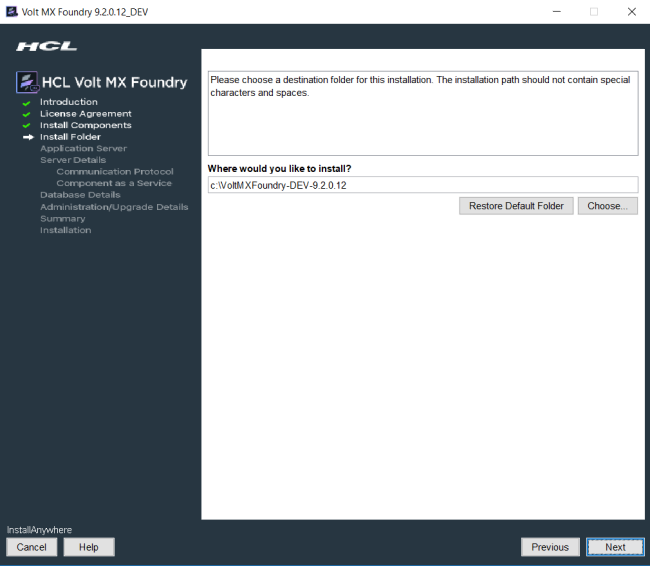 Volt MX Foundry 9.2.0.12_DEV
HCL
HCL Volt MX Foundry
Introduction
License Agreement
Install Components
Install Folder
Application Server
Server Details
Communication Protocol
Component as a Service
Database Details
Administration/Upgrade Details
Summary
Installation
Please choose a destination folder for this installation. The installation path should not contain special
characters and spaces.
Where would you like to install?
c:\VoltMXFoundry-DEV-9.2.0.12
Restore Default Folder
Choose...
InstallAnywhere
Cancel
Help
Previous
Next